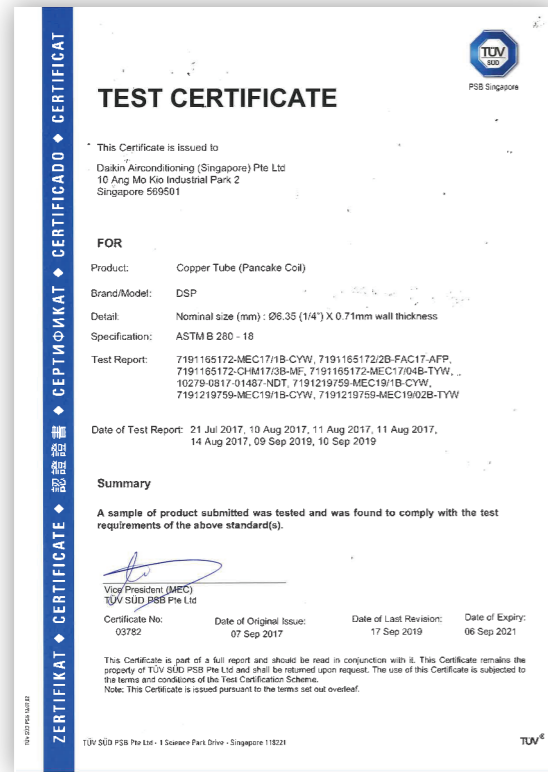 TÜV
SÜD
PSB Singapore
TEST CERTIFICATE
This Certificate is issued to
Daikin Airconditioning (Singapore) Pte Ltd
10 Ang Mo Kio Industrial Park 2
Singapore 569501
FOR
Product: Copper Tube (Pancake Coil)
Brand/Model: DSP
Detail: Nominal size (mm) : Ø6.35 (1/4") X 0.71mm wall thickness
Specification: ASTM B 280 - 18
Test Report: 7191165172-MEC17/1B-CYW, 7191165172/2B-FAC17-AFP,
7191165172-CHM17/3B-MF, 7191165172-MEC17/04B-TYW,
10279-0817-01487-NDT, 7191219759-MEC19/1B-CYW,
7191219759-MEC19/1B-CYW, 7191219759-MEC19/02B-TYW
Date of Test Report: 21 Jul 2017, 10 Aug 2017, 11 Aug 2017, 11 Aug 2017,
14 Aug 2017, 09 Sep 2019, 10 Sep 2019
Summary
A sample of product submitted was tested and was found to comply with the test
requirements of the above standard(s).
Vice President (MEC)
TÜV SÜD PSB Pte Ltd
Certificate No: Date of Original Issue: Date of Last Revision: Date of Expiry:
03782 07 Sep 2017 17 Sep 2019 06 Sep 2021
This Certificate is part of a full report and should be read in conjunction with it. This Certificate remains the
property of TÜV SÜD PSB Pte Ltd and shall be returned upon request. The use of this Certificate is subjected to
the terms and conditions of the Test Certification Scheme.
Note: This Certificate is issued pursuant to the terms set out overleaf.
TÜV SÜD PSB Pte Ltd • 1 Science Park Drive • Singapore 118221
TÜV®
ZERTIFIKAT ◆ CERTIFICATE ◆ 認證證書 ◆ СЕРТИФИКАТ ◆ CERTIFICADO ◆ CERTIFICAT